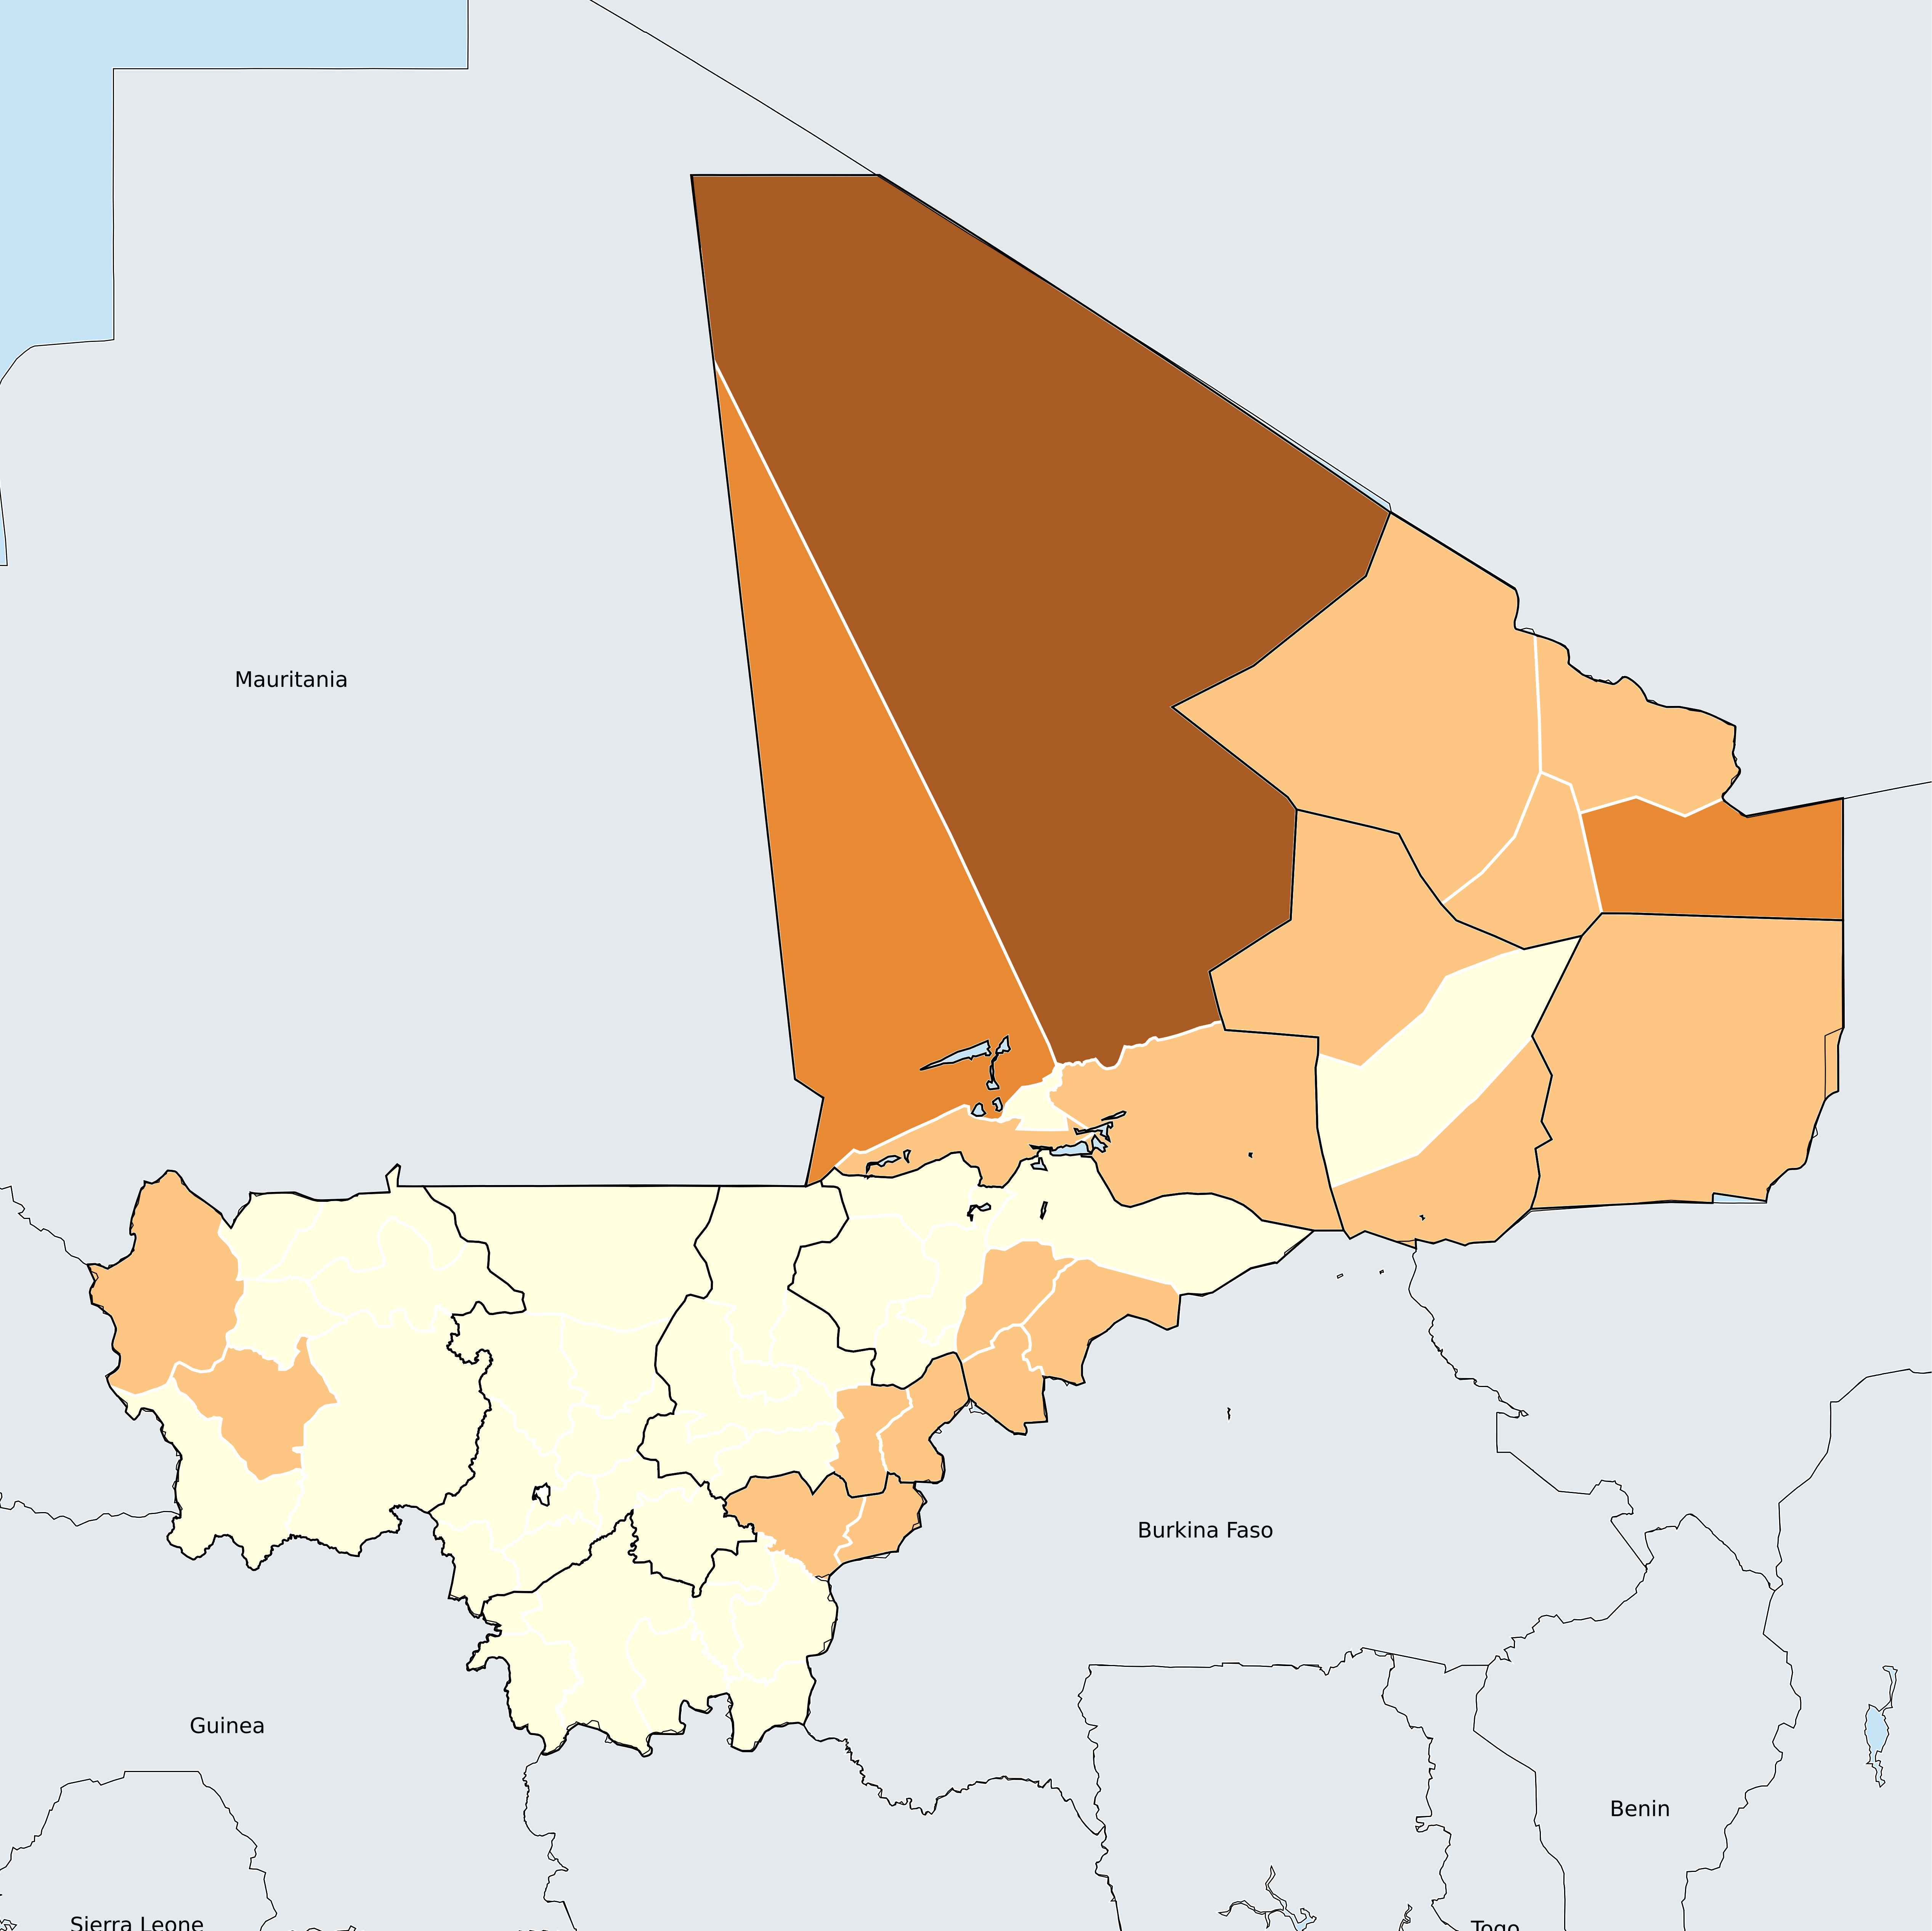 Mauritania
Burkina Faso
Guinea
Benin
Sierra Leone
Togo